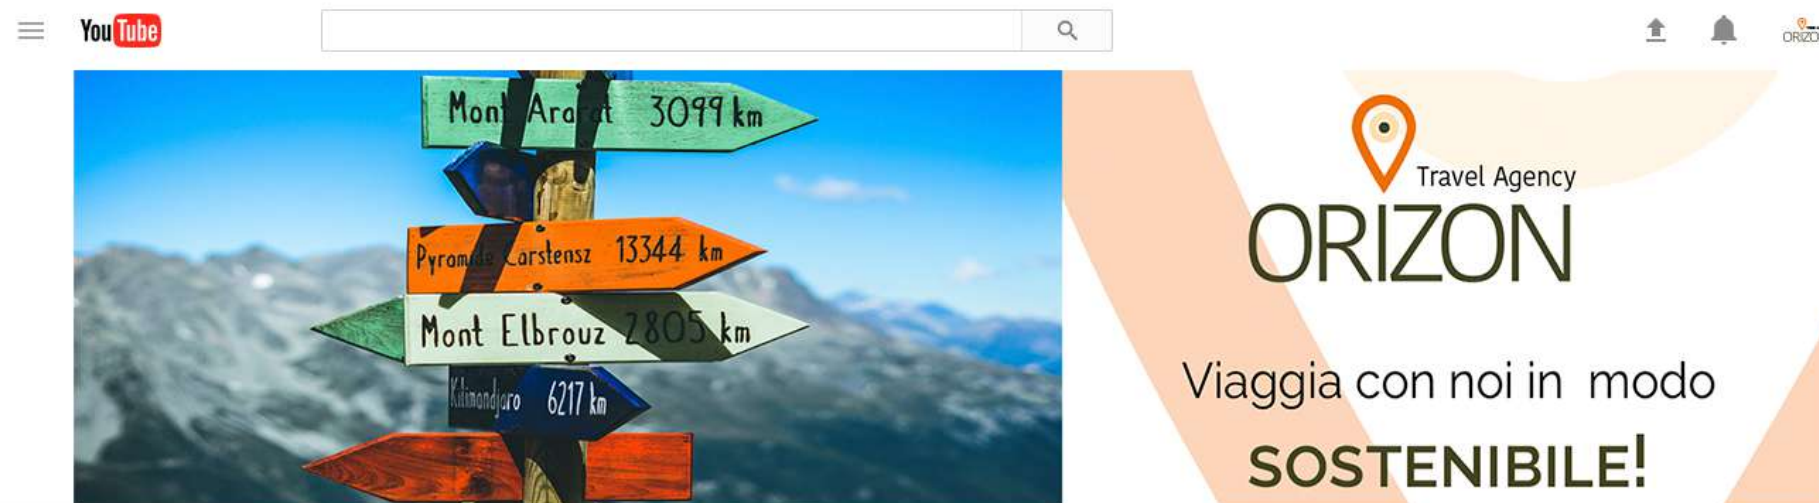 YouTube
ORIZO
Mont Ararat 3099 km
Pyramide Carstensz 13344 km
Mont Elbrouz 2805 km
Kilimandjaro 6217 km
Travel Agency
ORIZON
Viaggia con noi in modo
SOSTENIBILE!